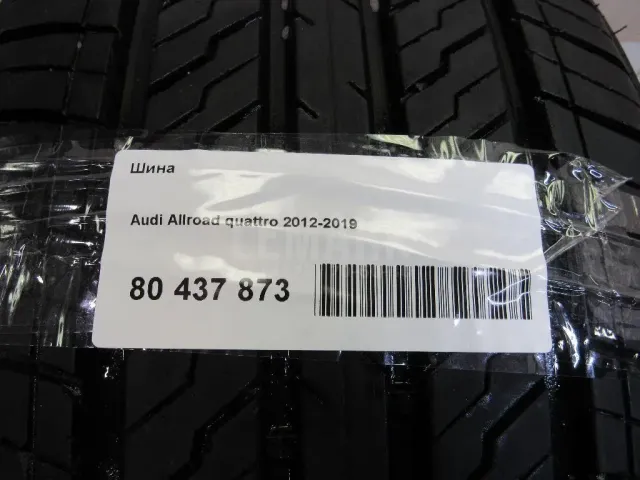 Шина
Audi Allroad quattro 2012-2019
80 437 873